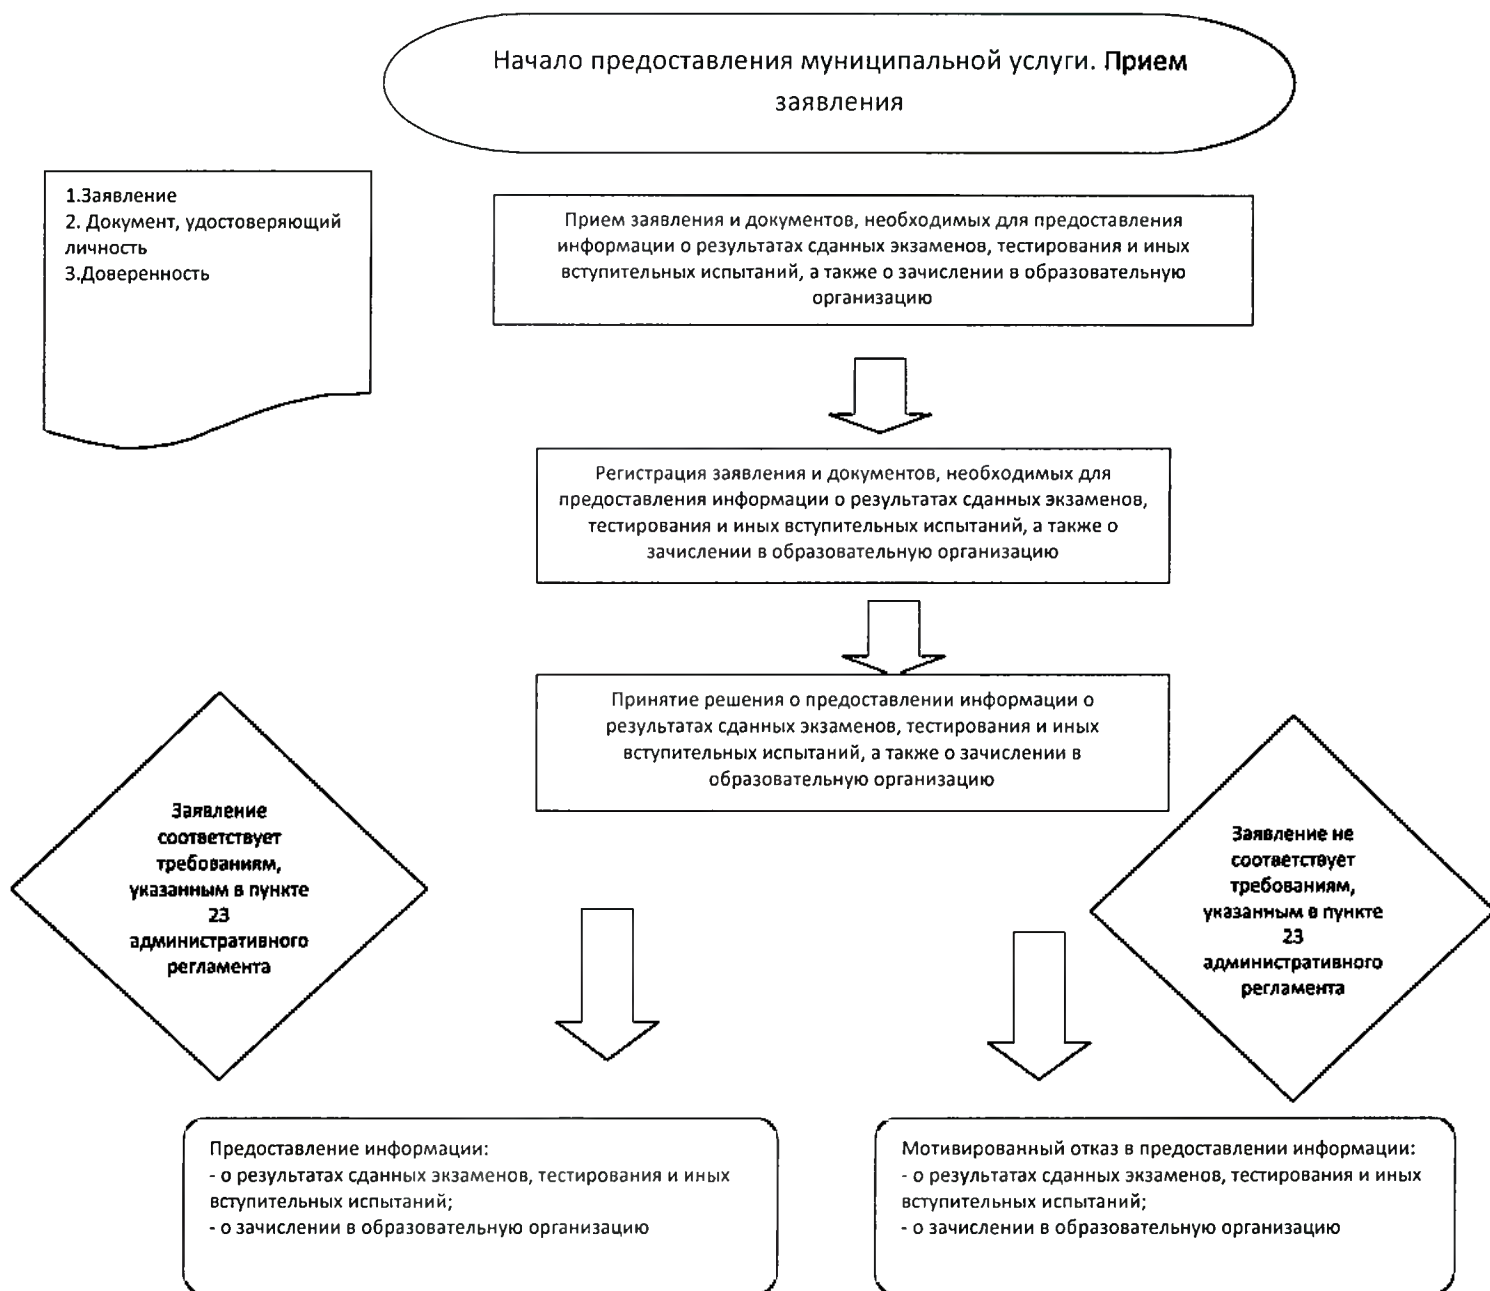 Начало предоставления муниципальной услуги. Прием
заявления
1.Заявление
2. Документ, удостоверяющий
личность
3.Доверенность
Прием заявления и документов, необходимых для предоставления
информации о результатах сданных экзаменов, тестирования и иных
вступительных испытаний, а также о зачислении в образовательную
организацию
Регистрация заявления и документов, необходимых для
предоставления информации о результатах сданных экзаменов,
тестирования и иных вступительных испытаний, а также о
зачислении в образовательную организацию
Принятие решения о предоставлении информации о
результатах сданных экзаменов, тестирования и иных
вступительных испытаний, а также о зачислении в
образовательную организацию
Заявление
соответствует
требованиям,
указанным в пункте
23
административного
регламента
Заявление не
соответствует
требованиям,
указанным в пункте
23
административного
регламента
Предоставление информации:
- о результатах сданных экзаменов, тестирования и иных
вступительных испытаний;
- о зачислении в образовательную организацию
Мотивированный отказ в предоставлении информации:
- о результатах сданных экзаменов, тестирования и иных
вступительных испытаний;
- о зачислении в образовательную организацию